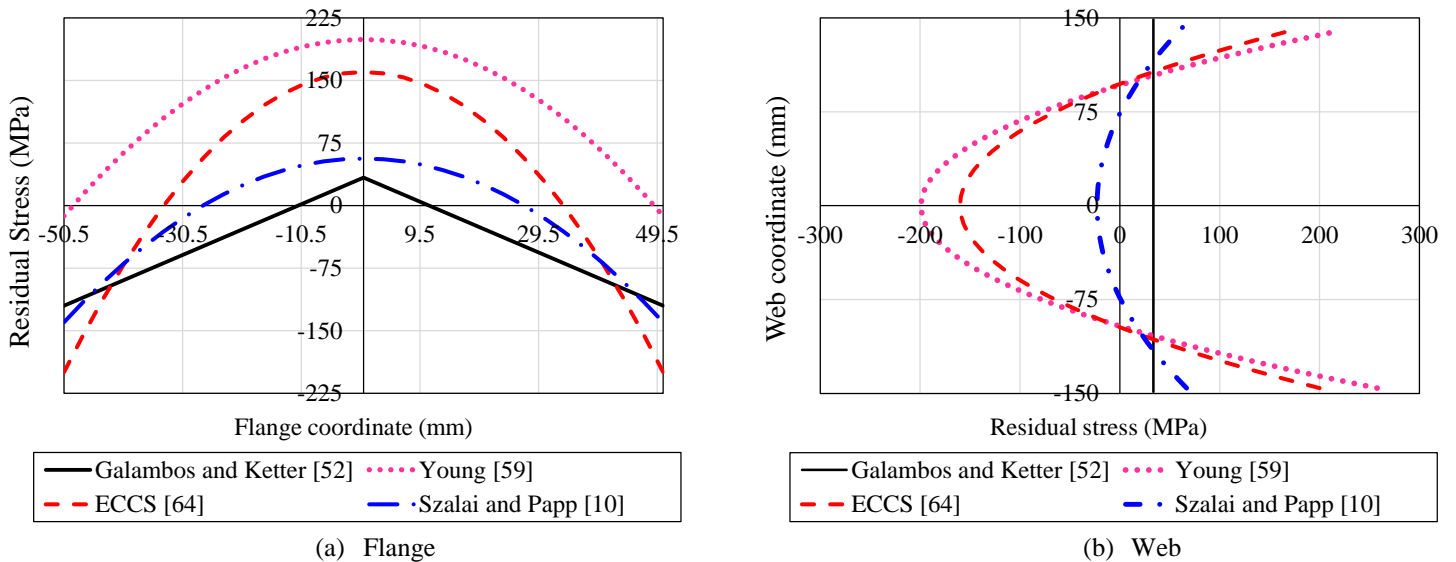 225
150
75
0
-75
-150
-225
-50.5 -30.5 -10.5 9.5 29.5 49.5
Residual Stress (MPa)
Flange coordinate (mm)
Galambos and Ketter [52] Young [59]
ECCS [64] Szalai and Papp [10]
(a) Flange
150
75
0
-75
-150
-300 -200 -100 0 100 200 300
Web coordinate (mm)
Residual stress (MPa)
Galambos and Ketter [52] Young [59]
ECCS [64] Szalai and Papp [10]
(b) Web